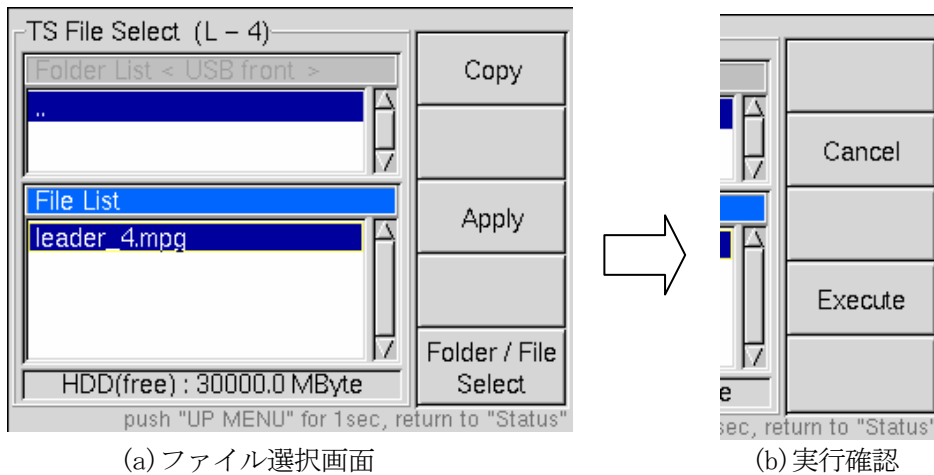 TS File Select (L – 4)
Folder List < USB front >
..
File List
leader_4.mpg
HDD(free) : 30000.0 MByte
Copy
Apply
Folder / File
Select
push "UP MENU" for 1sec, return to "Status"
(a)ファイル選択画面
Cancel
Execute
e
sec, return to "Status"
(b)実行確認